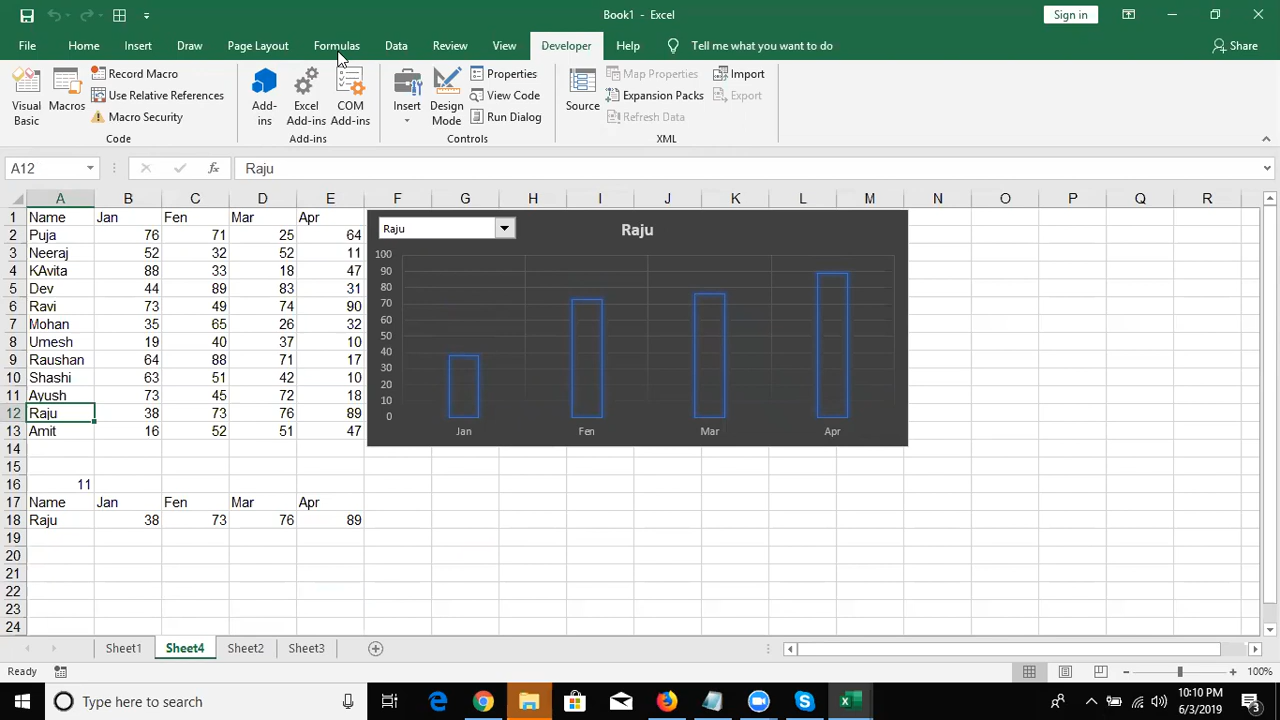 Book1 - Excel
Sign in
File Home Insert Draw Page Layout Formulas Data Review View Developer Help Tell me what you want to do Share
Visual Basic
Macros
Record Macro
Use Relative References
Macro Security
Code
Add-ins
Excel Add-ins
COM Add-ins
Add-ins
Insert
Design Mode
Properties
View Code
Run Dialog
Controls
Source
Map Properties
Expansion Packs
Refresh Data
Import
Export
XML
A12 fx Raju
A B C D E F G H I J K L M N O P Q R
1 Name Jan Fen Mar Apr
2 Puja 76 71 25 64
3 Neeraj 52 32 52 11
4 KAvita 88 33 18 47
5 Dev 44 89 83 31
6 Ravi 73 49 74 90
7 Mohan 35 65 26 32
8 Umesh 19 40 37 10
9 Raushan 64 88 71 17
10 Shashi 63 51 42 10
11 Ayush 73 45 72 18
12 Raju 38 73 76 89
13 Amit 16 52 51 47
14
15
16 11
17 Name Jan Fen Mar Apr
18 Raju 38 73 76 89
19
20
21
22
23
24
Raju
Raju
100
90
80
70
60
50
40
30
20
10
0
Jan Fen Mar Apr
Sheet1 Sheet4 Sheet2 Sheet3
Ready
100%
Type here to search
10:10 PM
6/3/2019
3